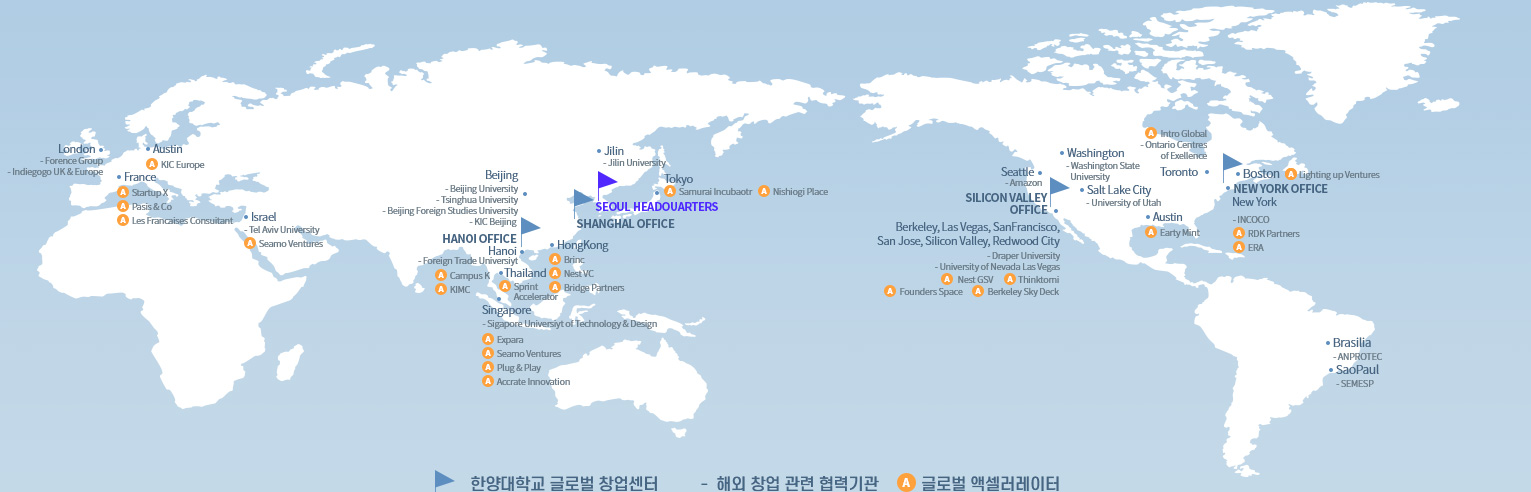 London
- Forence Group
- Indiegogo UK & Europe
Austin
A KIC Europe
France
A Startup X
A Pasis & Co
A Les Francaises Consuitant
Israel
- Tel Aviv University
A Seamo Ventures
Jilin
- Jilin University
Beijing
- Beijing University
- Tsinghua University
- Beijing Foreign Studies University
- KIC Beijing
Tokyo
A Samurai Incubaotr A Nishiogi Place
SEOUL HEADOUARTERS
SHANGHAL OFFICE
HANOI OFFICE
Hanoi
- Foreign Trade Universiyt
A Campus K
A KIMC
HongKong
A Brinc
A Nest VC
A Bridge Partners
Thailand
A Sprint
Accelerator
Singapore
- Sigapore Universiyt of Technology & Design
A Expara
A Seamo Ventures
A Plug & Play
A Accrate Innovation
A Intro Global
- Ontario Centres
of Exellence
Toronto
Washington
- Washington State
University
Seattle
- Amazon
Salt Lake City
- University of Utah
SILICON VALLEY
OFFICE
Berkeley, Las Vegas, SanFrancisco,
San Jose, Silicon Valley, Redwood City
- Draper University
- University of Nevada Las Vegas
A Nest GSV A Thinktomi
A Founders Space A Berkeley Sky Deck
Austin
A Earty Mint
Boston A Lighting up Ventures
NEW YORK OFFICE
New York
- INCOCO
A RDK Partners
A ERA
Brasilia
- ANPROTEC
SaoPaul
- SEMESP
한양대학교 글로벌 창업센터 - 해외 창업 관련 협력기관 A 글로벌 액셀러레이터